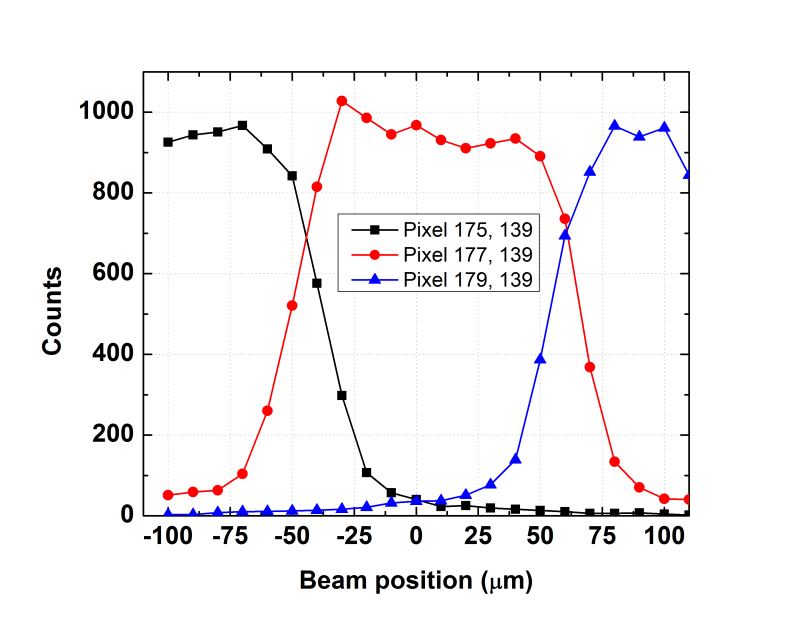 1000
800
600
400
200
0
Counts
Pixel 175, 139
Pixel 177, 139
Pixel 179, 139
-100 -75 -50 -25 0 25 50 75 100
Beam position (μm)